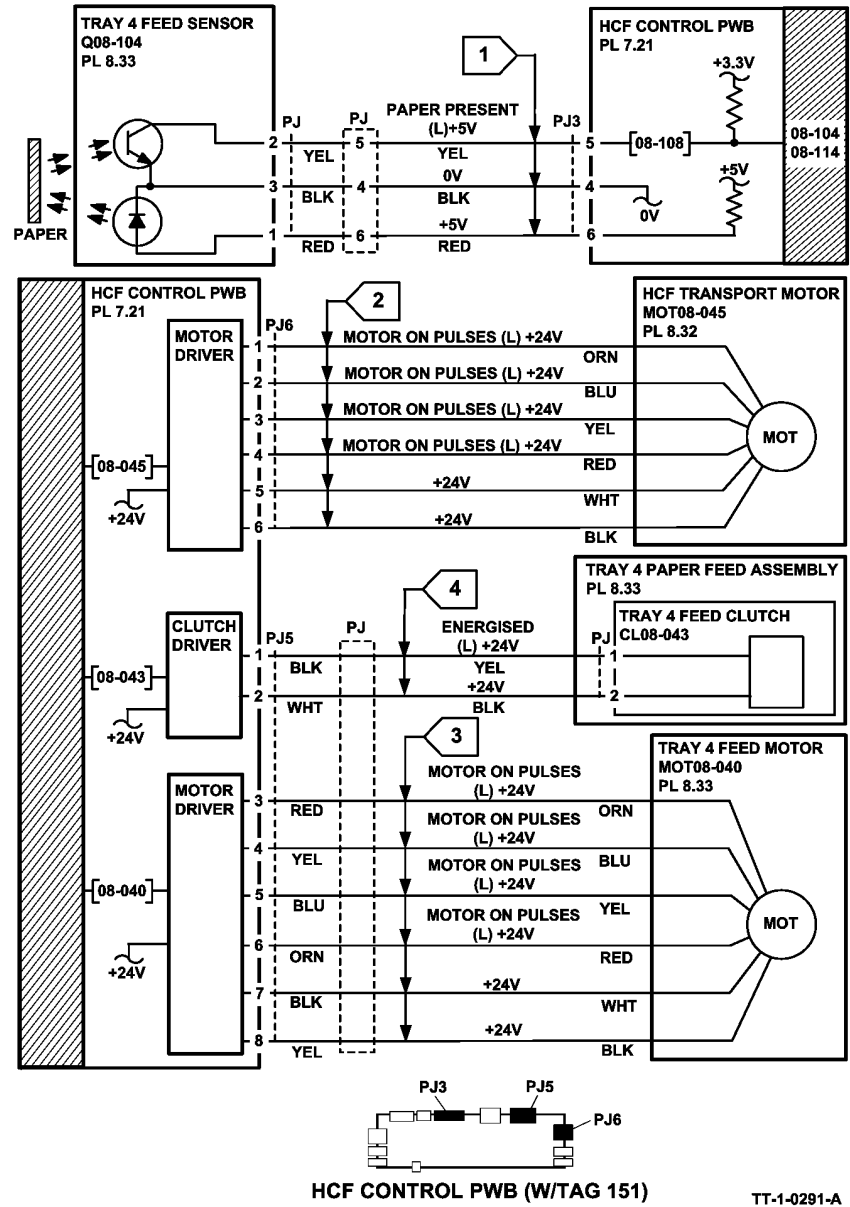 TRAY 4 FEED SENSOR
Q08-104
PL 8.33
1
HCF CONTROL PWB
PL 7.21
+3.3V
PJ
PJ
PAPER PRESENT
(L)+5V
PJ3
2
5
5
[08-108]
08-104
08-114
YEL
YEL
+5V
0V
3
4
4
BLK
BLK
0V
+5V
PAPER
1
6
6
RED
RED
HCF CONTROL PWB
PL 7.21
2
HCF TRANSPORT MOTOR
MOT08-045
PL 8.32
MOTOR
DRIVER
PJ6
1
MOTOR ON PULSES (L) +24V
ORN
2
MOTOR ON PULSES (L) +24V
BLU
3
MOTOR ON PULSES (L) +24V
YEL
MOT
4
MOTOR ON PULSES (L) +24V
RED
[08-045]
5
+24V
WHT
+24V
6
+24V
BLK
TRAY 4 PAPER FEED ASSEMBLY
PL 8.33
4
CLUTCH
DRIVER
PJ5
PJ
ENERGISED
(L) +24V
PJ
TRAY 4 FEED CLUTCH
CL08-043
1
1
BLK
YEL
[08-043]
+24V
2
2
WHT
BLK
+24V
3
TRAY 4 FEED MOTOR
MOT08-040
PL 8.33
MOTOR
DRIVER
MOTOR ON PULSES
(L) +24V
3
RED
ORN
MOTOR ON PULSES
(L) +24V
4
YEL
BLU
MOTOR ON PULSES
(L) +24V
[08-040]
5
BLU
YEL
MOTOR ON PULSES
(L) +24V
MOT
6
ORN
RED
+24V
7
+24V
BLK
WHT
8
+24V
YEL
BLK
PJ3
PJ5
PJ6
HCF CONTROL PWB (W/TAG 151)
TT-1-0291-A